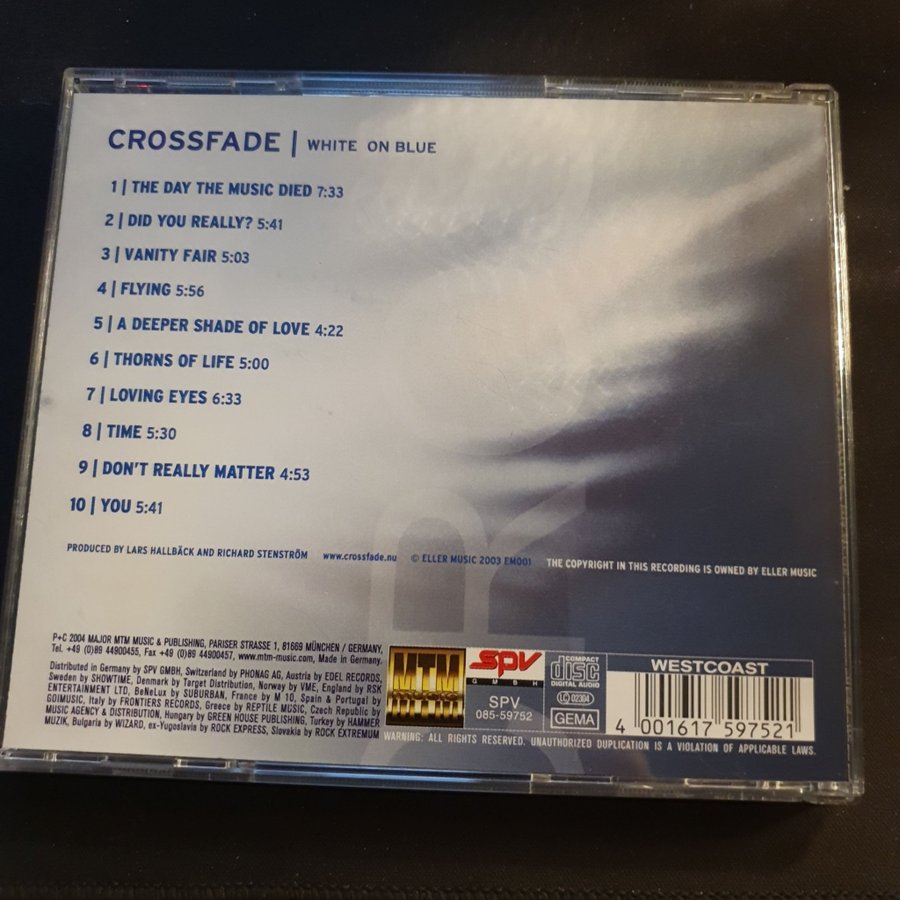 CROSSFADE | WHITE ON BLUE
1 | THE DAY THE MUSIC DIED 7:33
2 | DID YOU REALLY? 5:41
3 | VANITY FAIR 5:03
4 | FLYING 5:56
5 | A DEEPER SHADE OF LOVE 4:22
6 | THORNS OF LIFE 5:00
7 | LOVING EYES 6:33
8 | TIME 5:30
9 | DON'T REALLY MATTER 4:53
10 | YOU 5:41
PRODUCED BY LARS HALLBÄCK AND RICHARD STENSTRÖM www.crossfade.nu © ELLER MUSIC 2003 EM001 THE COPYRIGHT IN THIS RECORDING IS OWNED BY ELLER MUSIC
P+C 2004 MAJOR MTM MUSIC & PUBLISHING, PARISER STRASSE 1, 81669 MÜNCHEN / GERMANY,
Tel. +49 (0)89 44900455, Fax +49 (0)89 44900457, www.mtm-music.com, Made in Germany.
Distributed in Germany by SPV GMBH, Switzerland by PHONAG AG, Austria by EDEL RECORDS,
Sweden by SHOWTIME, Denmark by Target Distribution, Norway by VME, England by RSK
ENTERTAINMENT LTD, BeNeLux by SUBURBAN, France by M 10, Spain & Portugal by
GOIMUSIC, Italy by FRONTIERS RECORDS, Greece by REPTILE MUSIC, Czech Republic by
MUSIC AGENCY & DISTRIBUTION, Hungary by GREEN HOUSE PUBLISHING, Turkey by HAMMER
MUZIK, Bulgaria by WIZARD, ex-Yugoslavia by ROCK EXPRESS, Slovakia by ROCK EXTREMUM
MTM
spv
GMBH
SPV
085-59752
COMPACT
disc
DIGITAL AUDIO
LC 02084
GEMA
WESTCOAST
4 001617 597521
WARNING: ALL RIGHTS RESERVED. UNAUTHORIZED DUPLICATION IS A VIOLATION OF APPLICABLE LAWS.